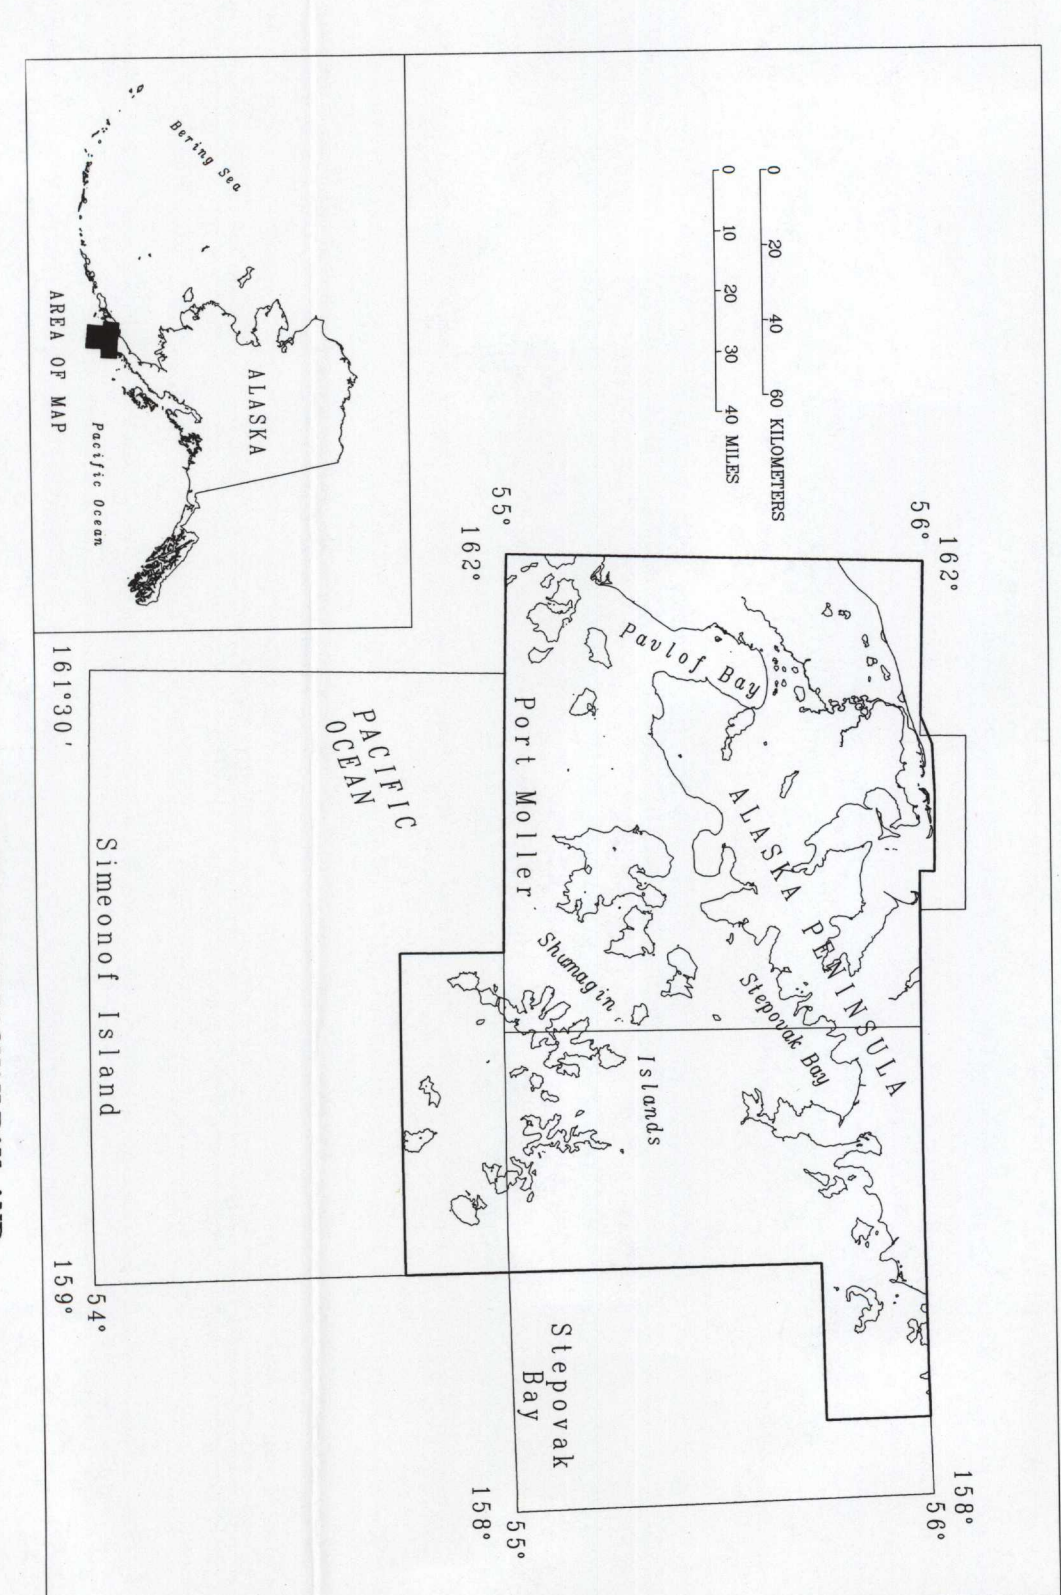 162°
56°
158°
56°
0 20 40 60 KILOMETERS
0 10 20 30 40 MILES
ALASKA PENINSULA
Pavlof Bay
Stepovak Bay
Shumagin Islands
Port Moller
55°
162°
Stepovak
Bay
55°
158°
PACIFIC
OCEAN
Simeonof Island
161°30'
54°
159°
Bering Sea
ALASKA
Pacific Ocean
AREA OF MAP